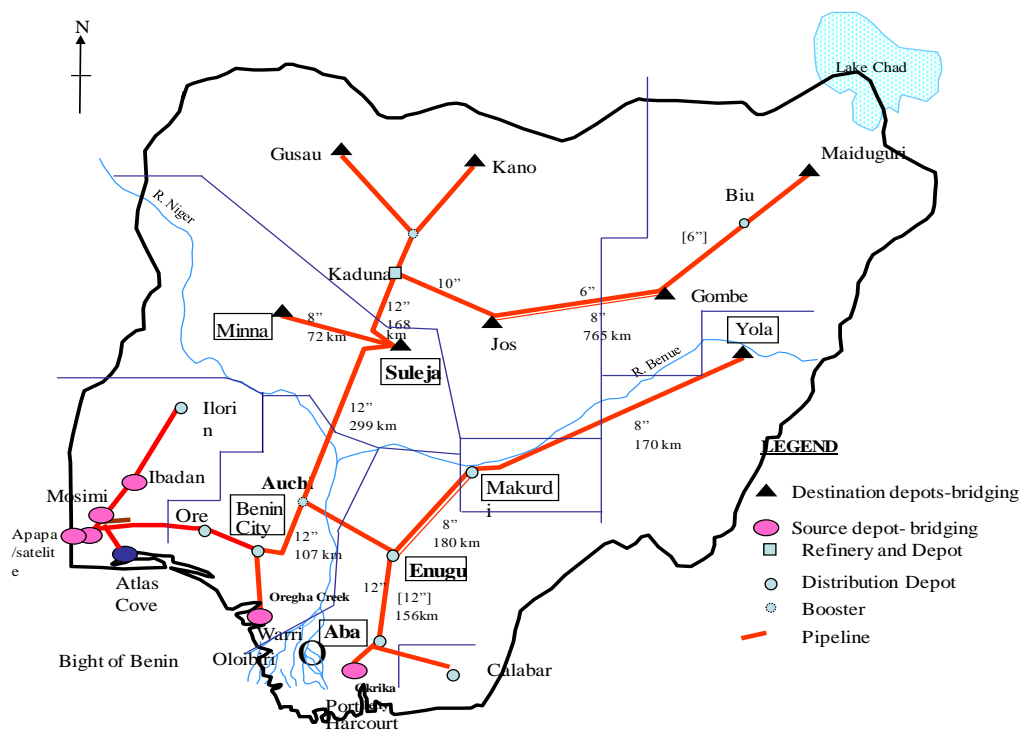 Lake Chad
Gusau
Kano
Maiduguri
Biu
R. Niger
[6”]
Kaduna
10”
6”
Gombe
12”
168
km
8”
72 km
Minna
Jos
8”
765 km
Yola
Suleja
R. Benue
12”
299 km
8”
170 km
Ilori
n
LEGEND
Ibadan
Auchi
Makurd
i
Destination depots-bridging
Mosimi
Ore
Benin
City
8”
180 km
Source depot- bridging
Apapa
/satelit
e
12”
107 km
Refinery and Depot
Enugu
Atlas
Cove
12”
[12”]
156km
Distribution Depot
Oregha Creek
Booster
Warri
Aba
Pipeline
Bight of Benin
Oloibiri
Calabar
Okrika
Port
Harcourt